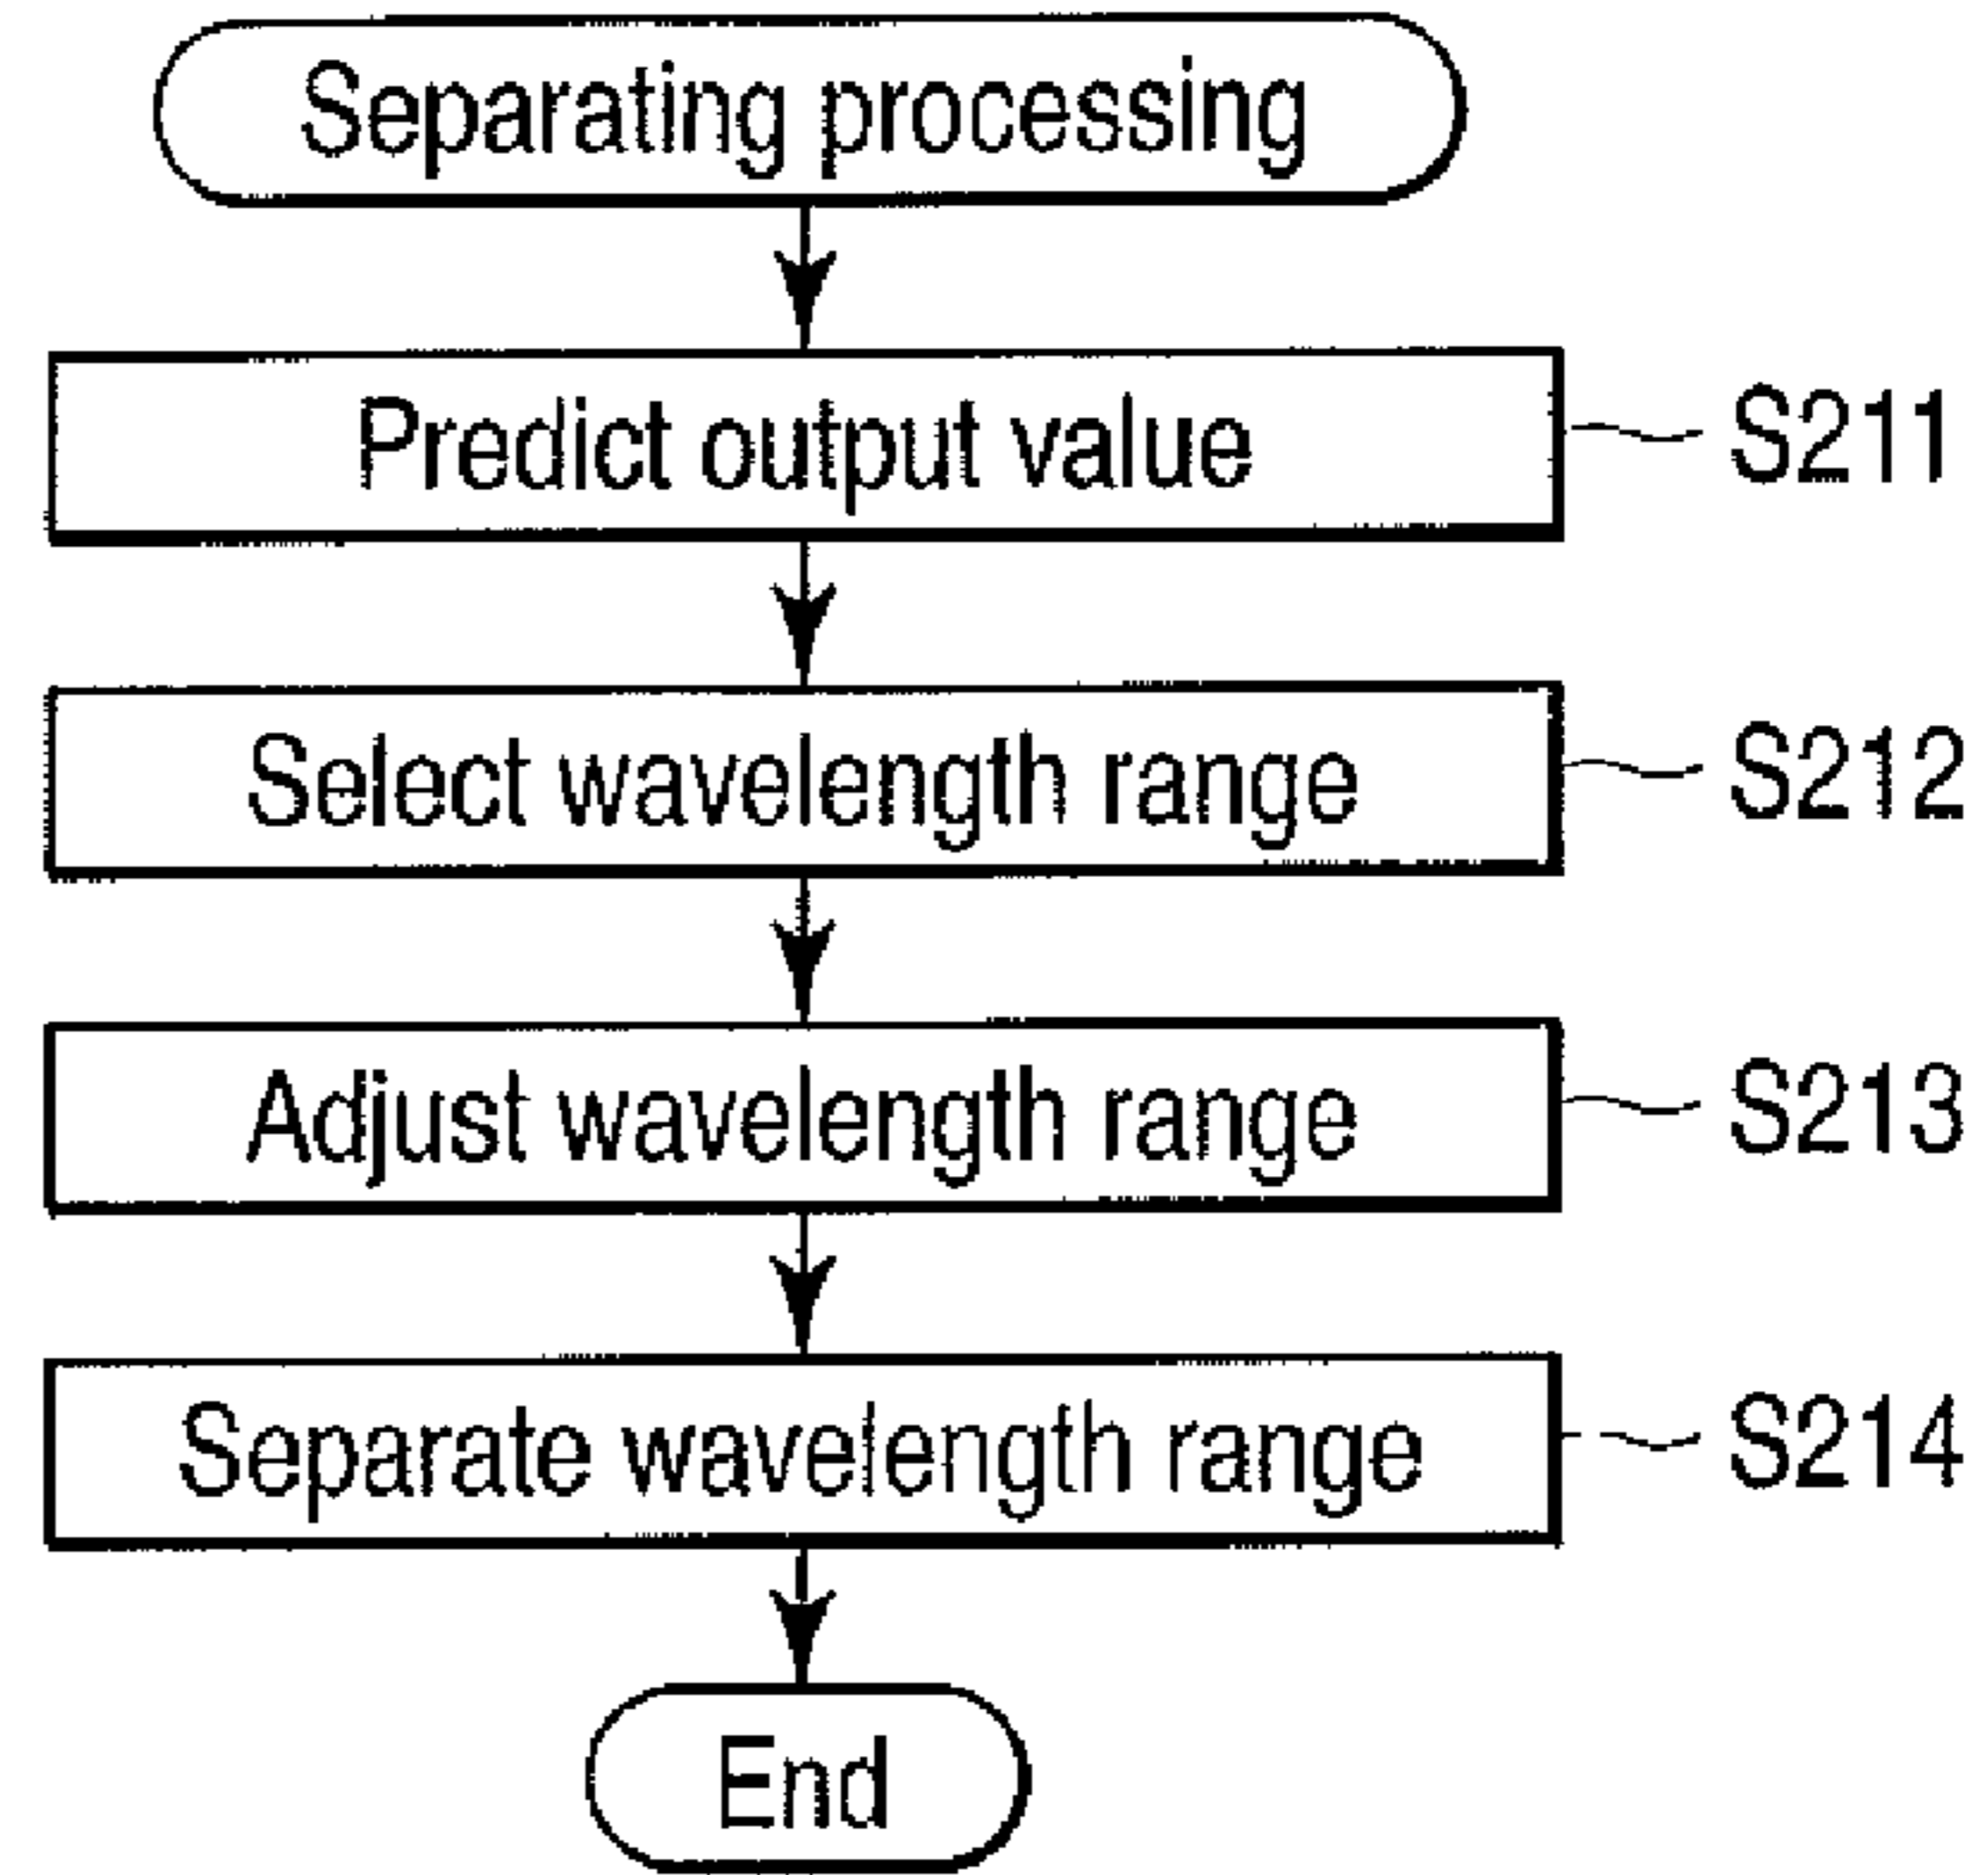 Separating processing
Predict output value S211
Select wavelength range S212
Adjust wavelength range S213
Separate wavelength range S214
End